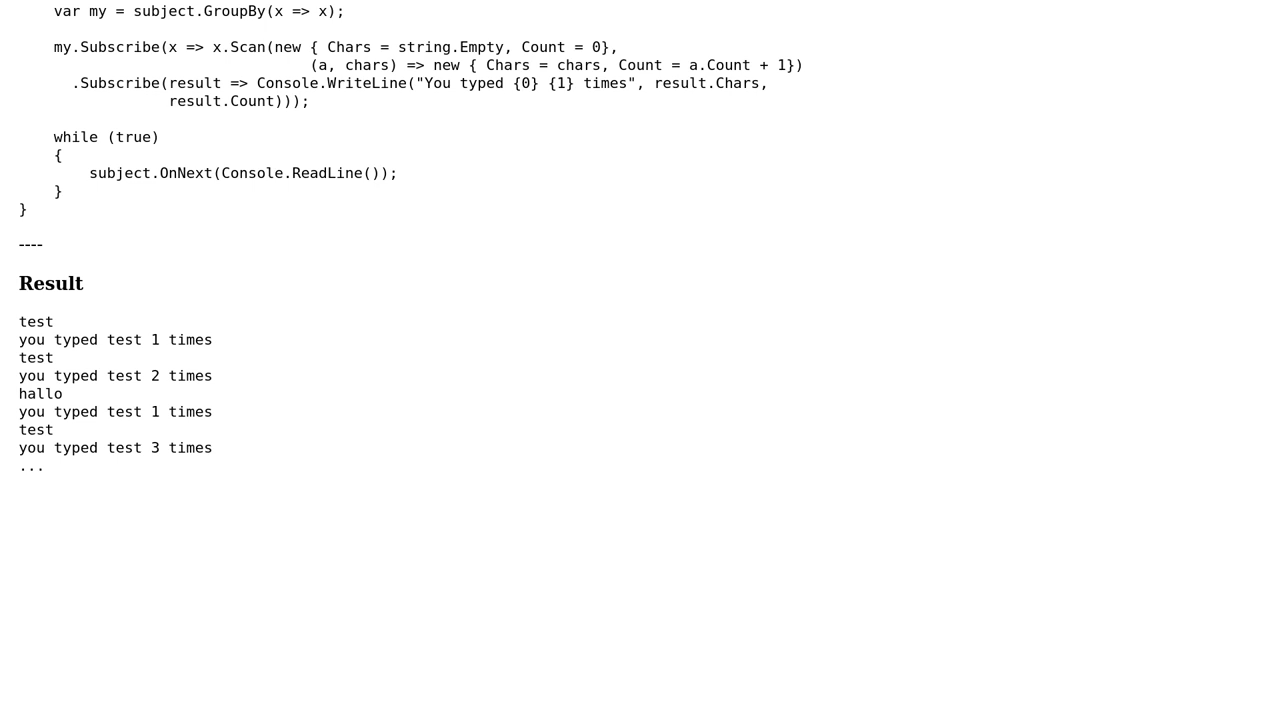 var my = subject.GroupBy(x => x);
my.Subscribe(x => x.Scan(new { Chars = string.Empty, Count = 0},
(a, chars) => new { Chars = chars, Count = a.Count + 1})
.Subscribe(result => Console.WriteLine("You typed {0} {1} times", result.Chars,
result.Count)));
while (true)
{
subject.OnNext(Console.ReadLine());
}
}
----
Result
test
you typed test 1 times
test
you typed test 2 times
hallo
you typed test 1 times
test
you typed test 3 times
...